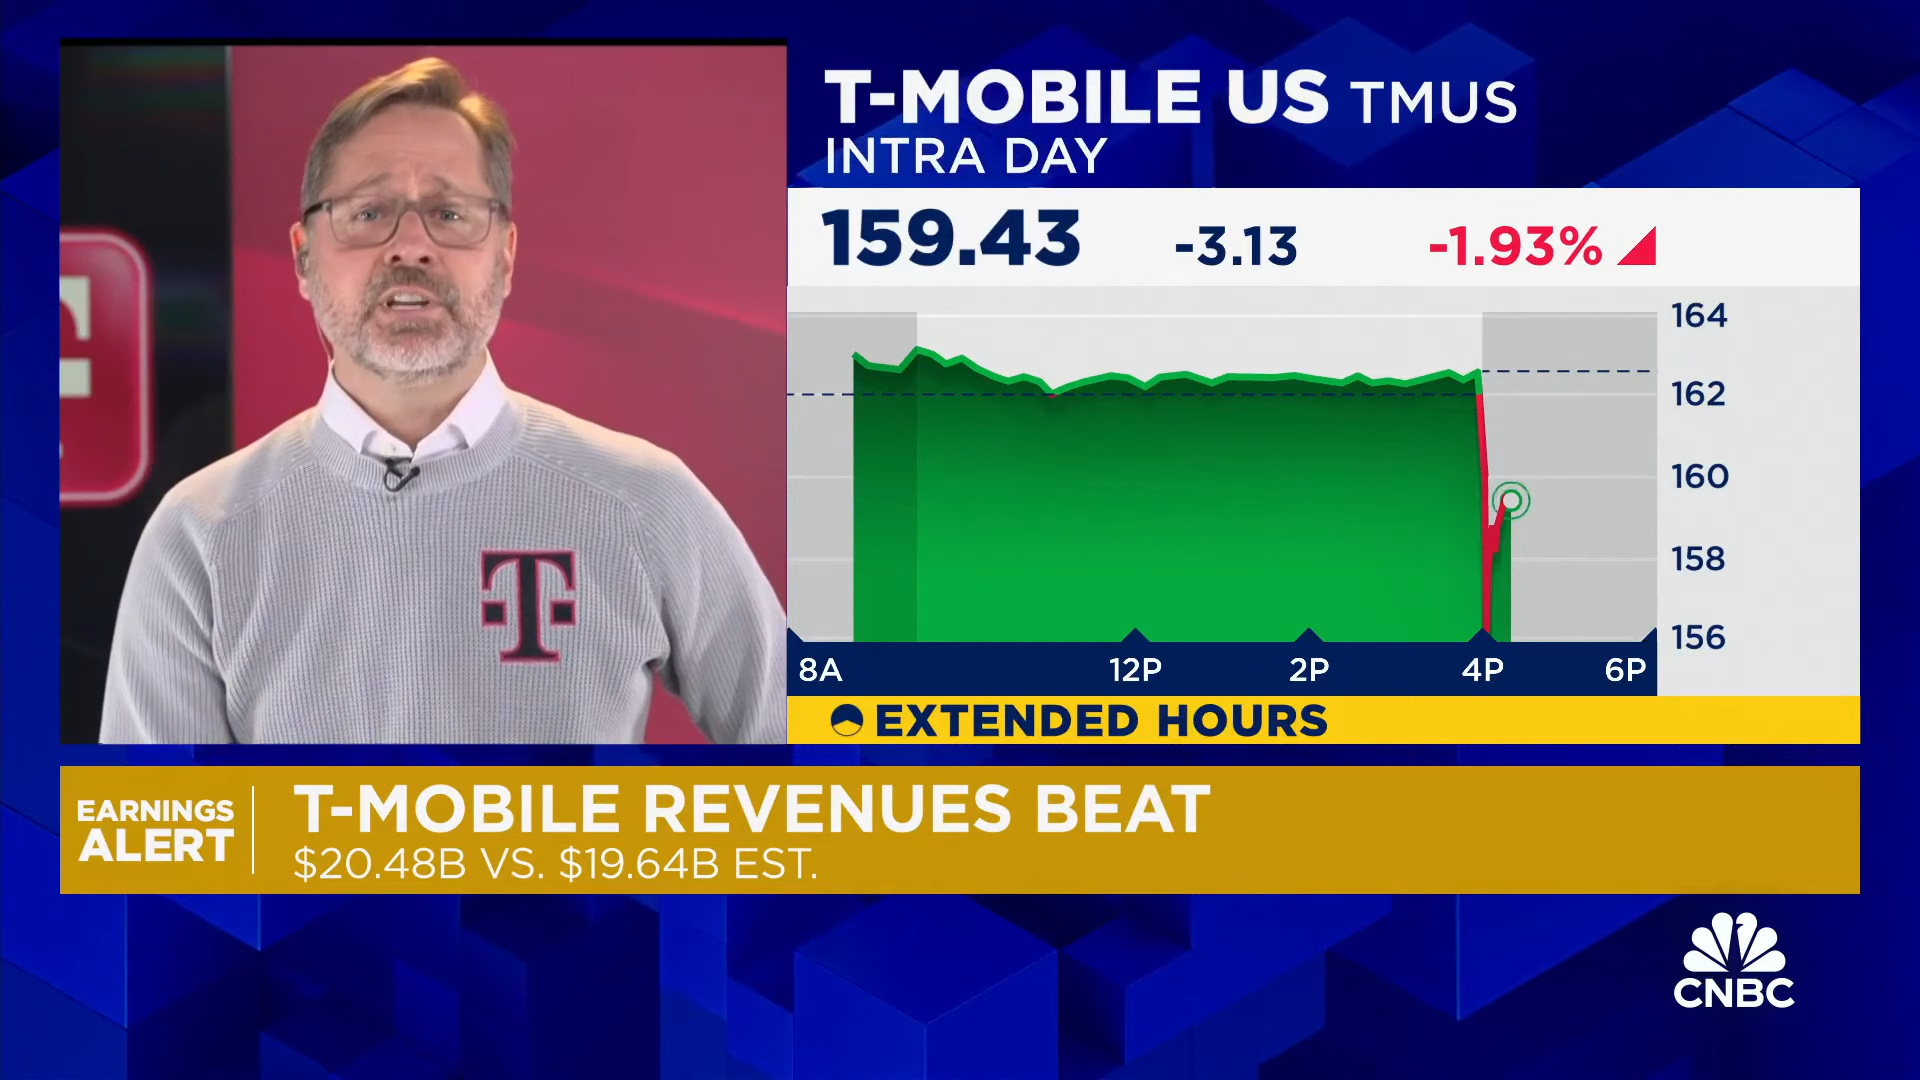 T-MOBILE US TMUS
INTRA DAY
159.43 -3.13 -1.93%
164
162
160
158
156
8A 12P 2P 4P 6P
EXTENDED HOURS
T
EARNINGS
ALERT
T-MOBILE REVENUES BEAT
$20.48B VS. $19.64B EST.
CNBC